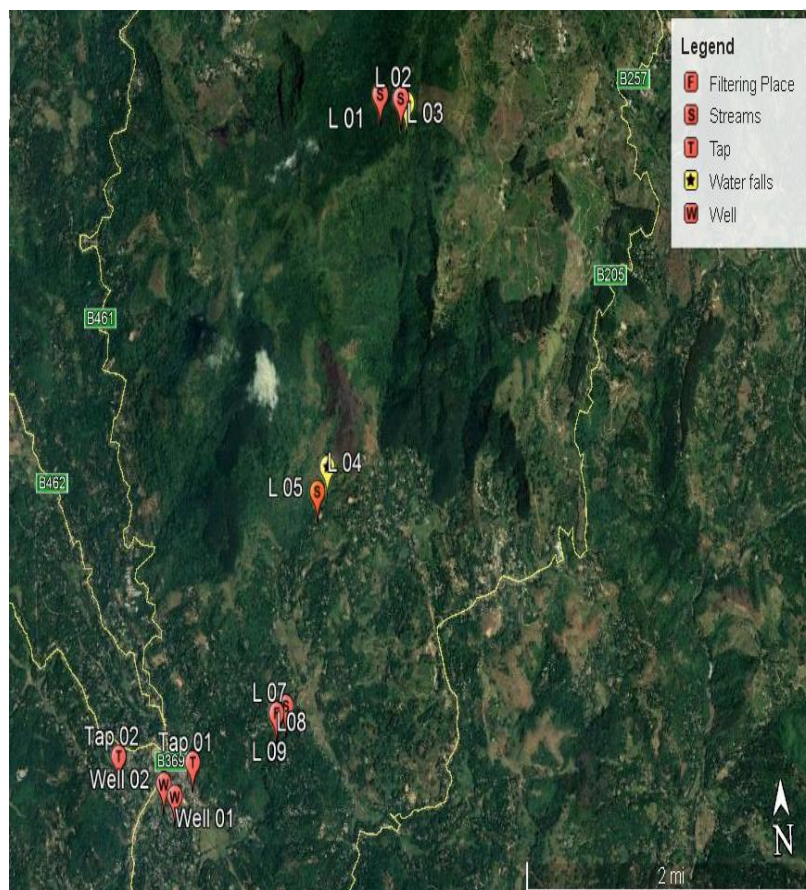 Legend
F Filtering Place
S Streams
T Tap
Water falls
W Well
B257
L 02
S S
L 01
L 03
B205
B461
L 04
B462
L 05
S
L 07
F S
L08
L 09
Tap 02
Tap 01
T
B369
T
Well 02
W
W
Well 01
N
2 mi